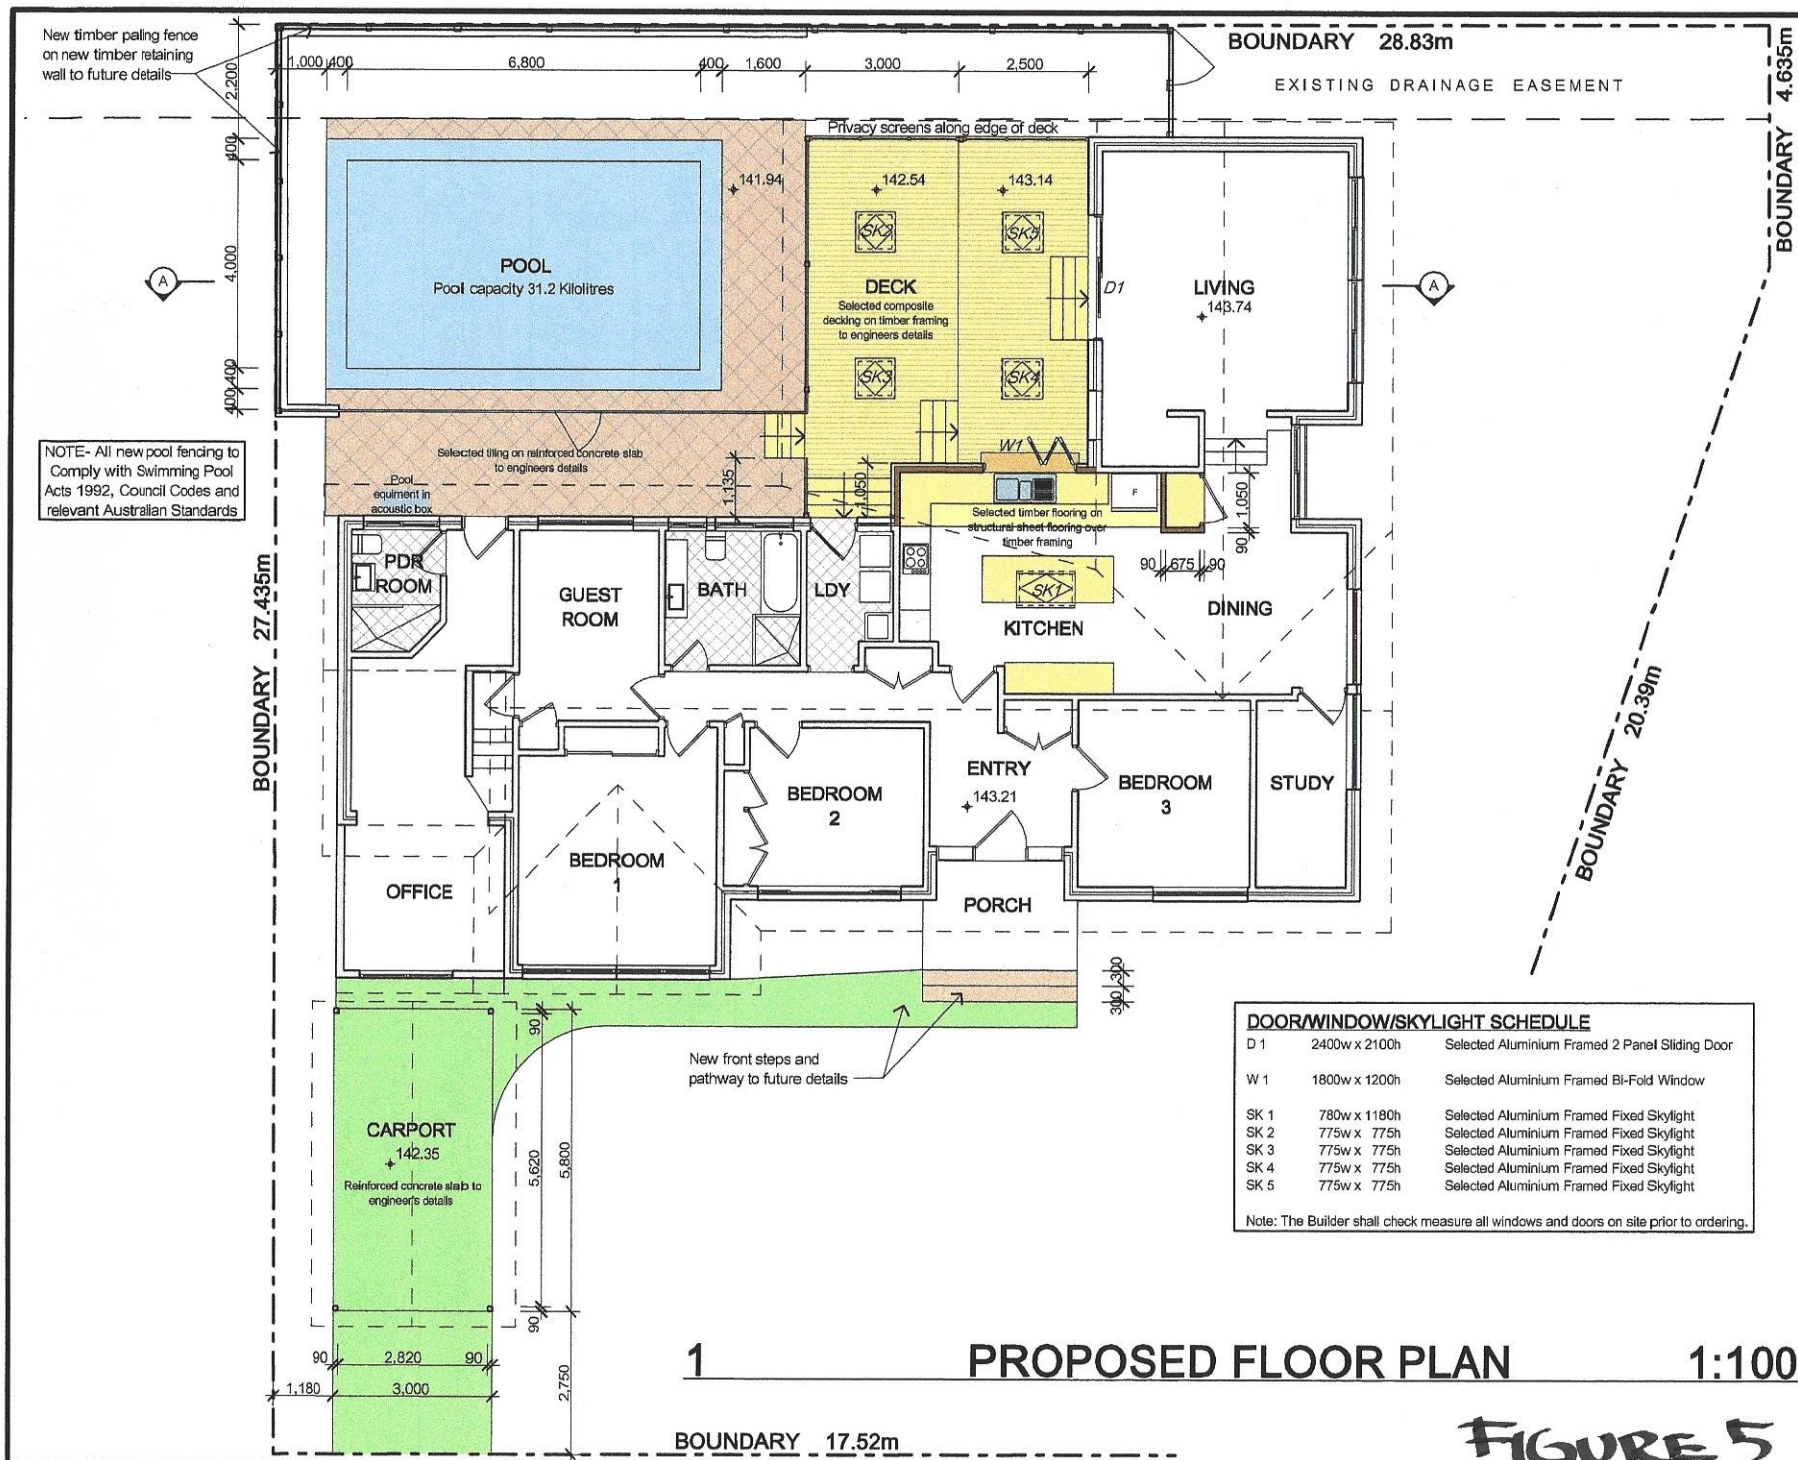 New timber paling fence
on new timber retaining
wall to future details
BOUNDARY 28.83m
EXISTING DRAINAGE EASEMENT
BOUNDARY 4.635m
2,200
1,000
400
6,800
400
1,600
3,000
2,500
Privacy screens along edge of deck
400
4,000
400
400
141.94
142.54
143.14
SK2
SK5
POOL
Pool capacity 31.2 Kilolitres
DECK
Selected composite
decking on timber framing
to engineers details
D1
LIVING
143.74
A
A
SK3
SK4
NOTE- All new pool fencing to
Comply with Swimming Pool
Acts 1992, Council Codes and
relevant Australian Standards
Selected tiling on reinforced concrete slab
to engineers details
Pool
equiment in
acoustic box
1,135
1,050
W1
F
Selected timber flooring on
structural sheet flooring over
timber framing
1,050
90
90
675
90
BOUNDARY 27.435m
PDR
ROOM
GUEST
ROOM
BATH
LDY
SK1
KITCHEN
DINING
BOUNDARY 20.39m
ENTRY
143.21
BEDROOM
2
BEDROOM
3
STUDY
BEDROOM
1
OFFICE
PORCH
300
300
New front steps and
pathway to future details
CARPORT
142.35
Reinforced concrete slab to
engineer's details
90
5,620
5,800
90
90
2,820
90
1,180
3,000
2,750
DOOR/WINDOW/SKYLIGHT SCHEDULE
D 1 2400w x 2100h Selected Aluminium Framed 2 Panel Sliding Door
W 1 1800w x 1200h Selected Aluminium Framed Bi-Fold Window
SK 1 780w x 1180h Selected Aluminium Framed Fixed Skylight
SK 2 775w x 775h Selected Aluminium Framed Fixed Skylight
SK 3 775w x 775h Selected Aluminium Framed Fixed Skylight
SK 4 775w x 775h Selected Aluminium Framed Fixed Skylight
SK 5 775w x 775h Selected Aluminium Framed Fixed Skylight
Note: The Builder shall check measure all windows and doors on site prior to ordering.
1 PROPOSED FLOOR PLAN 1:100
BOUNDARY 17.52m
FIGURE 5